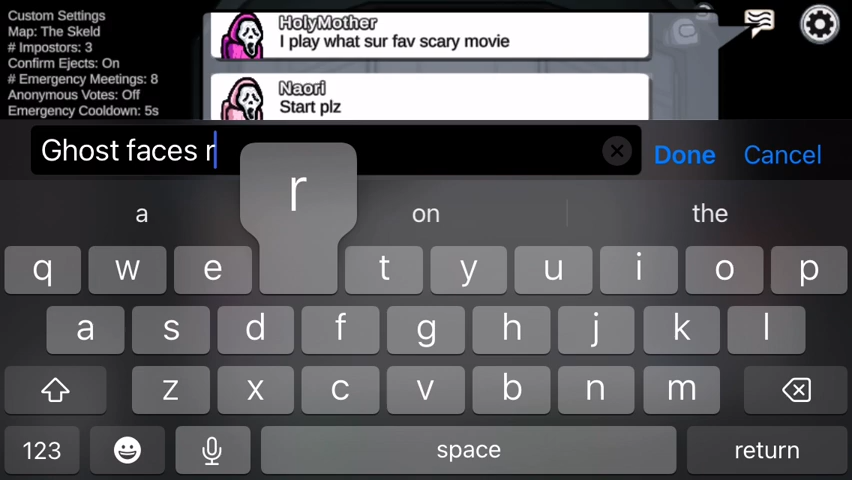 Custom Settings
Map: The Skeld
# Impostors: 3
Confirm Ejects: On
# Emergency Meetings: 8
Anonymous Votes: Off
Emergency Cooldown: 5s
HolyMother
I play what sur fav scary movie
Naori
Start plz
Ghost faces r
Done
Cancel
r
a
on
the
q w e t y u i o p
a s d f g h j k l
z x c v b n m
123
space
return